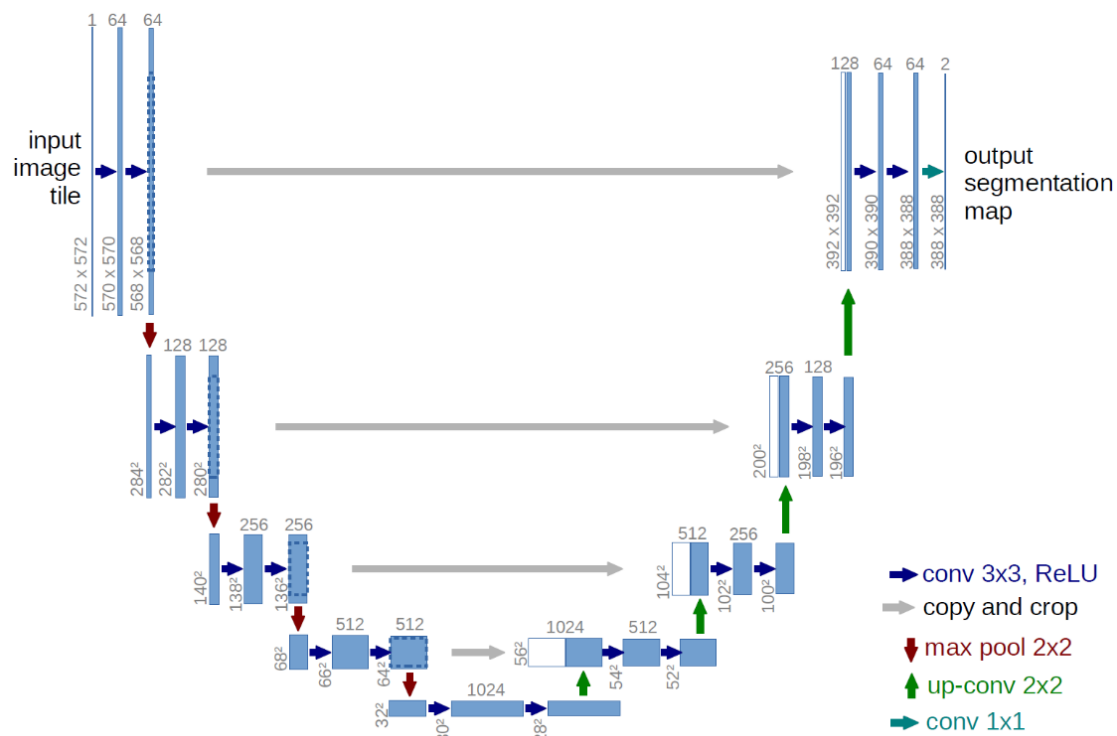 1 64 64
128 64 64 2
input
image
tile
output
segmentation
map
572 x 572
570 x 570
568 x 568
392 x 392
390 x 390
388 x 388
388 x 388
128 128
256 128
284²
282²
280²
200²
198²
196²
256 256
512 256
140²
138²
136²
104²
102²
100²
conv 3x3, ReLU
copy and crop
max pool 2x2
up-conv 2x2
conv 1x1
512 512
1024 512
68²
66²
64²
56²
54²
52²
1024
32²